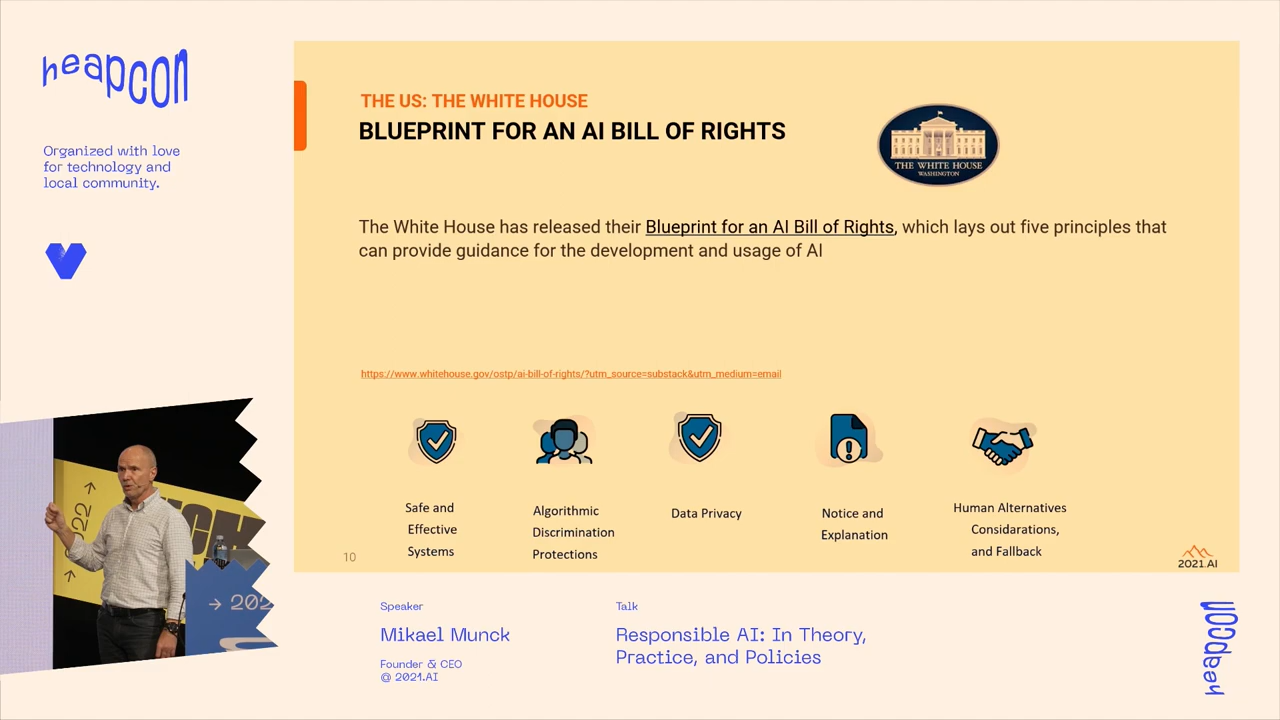 heapcon
Organized with love
for technology and
local community.
THE US: THE WHITE HOUSE
BLUEPRINT FOR AN AI BILL OF RIGHTS
THE WHITE HOUSE
WASHINGTON
The White House has released their Blueprint for an AI Bill of Rights, which lays out five principles that
can provide guidance for the development and usage of AI
https://www.whitehouse.gov/ostp/ai-bill-of-rights/?utm_source=substack&utm_medium=email
Safe and
Effective
Systems
Algorithmic
Discrimination
Protections
Data Privacy
Notice and
Explanation
Human Alternatives
Considarations,
and Fallback
10
2021.AI
2022
→ 202
Speaker
Mikael Munck
Founder & CEO
@ 2021.AI
Talk
Responsible AI: In Theory,
Practice, and Policies
heapcon